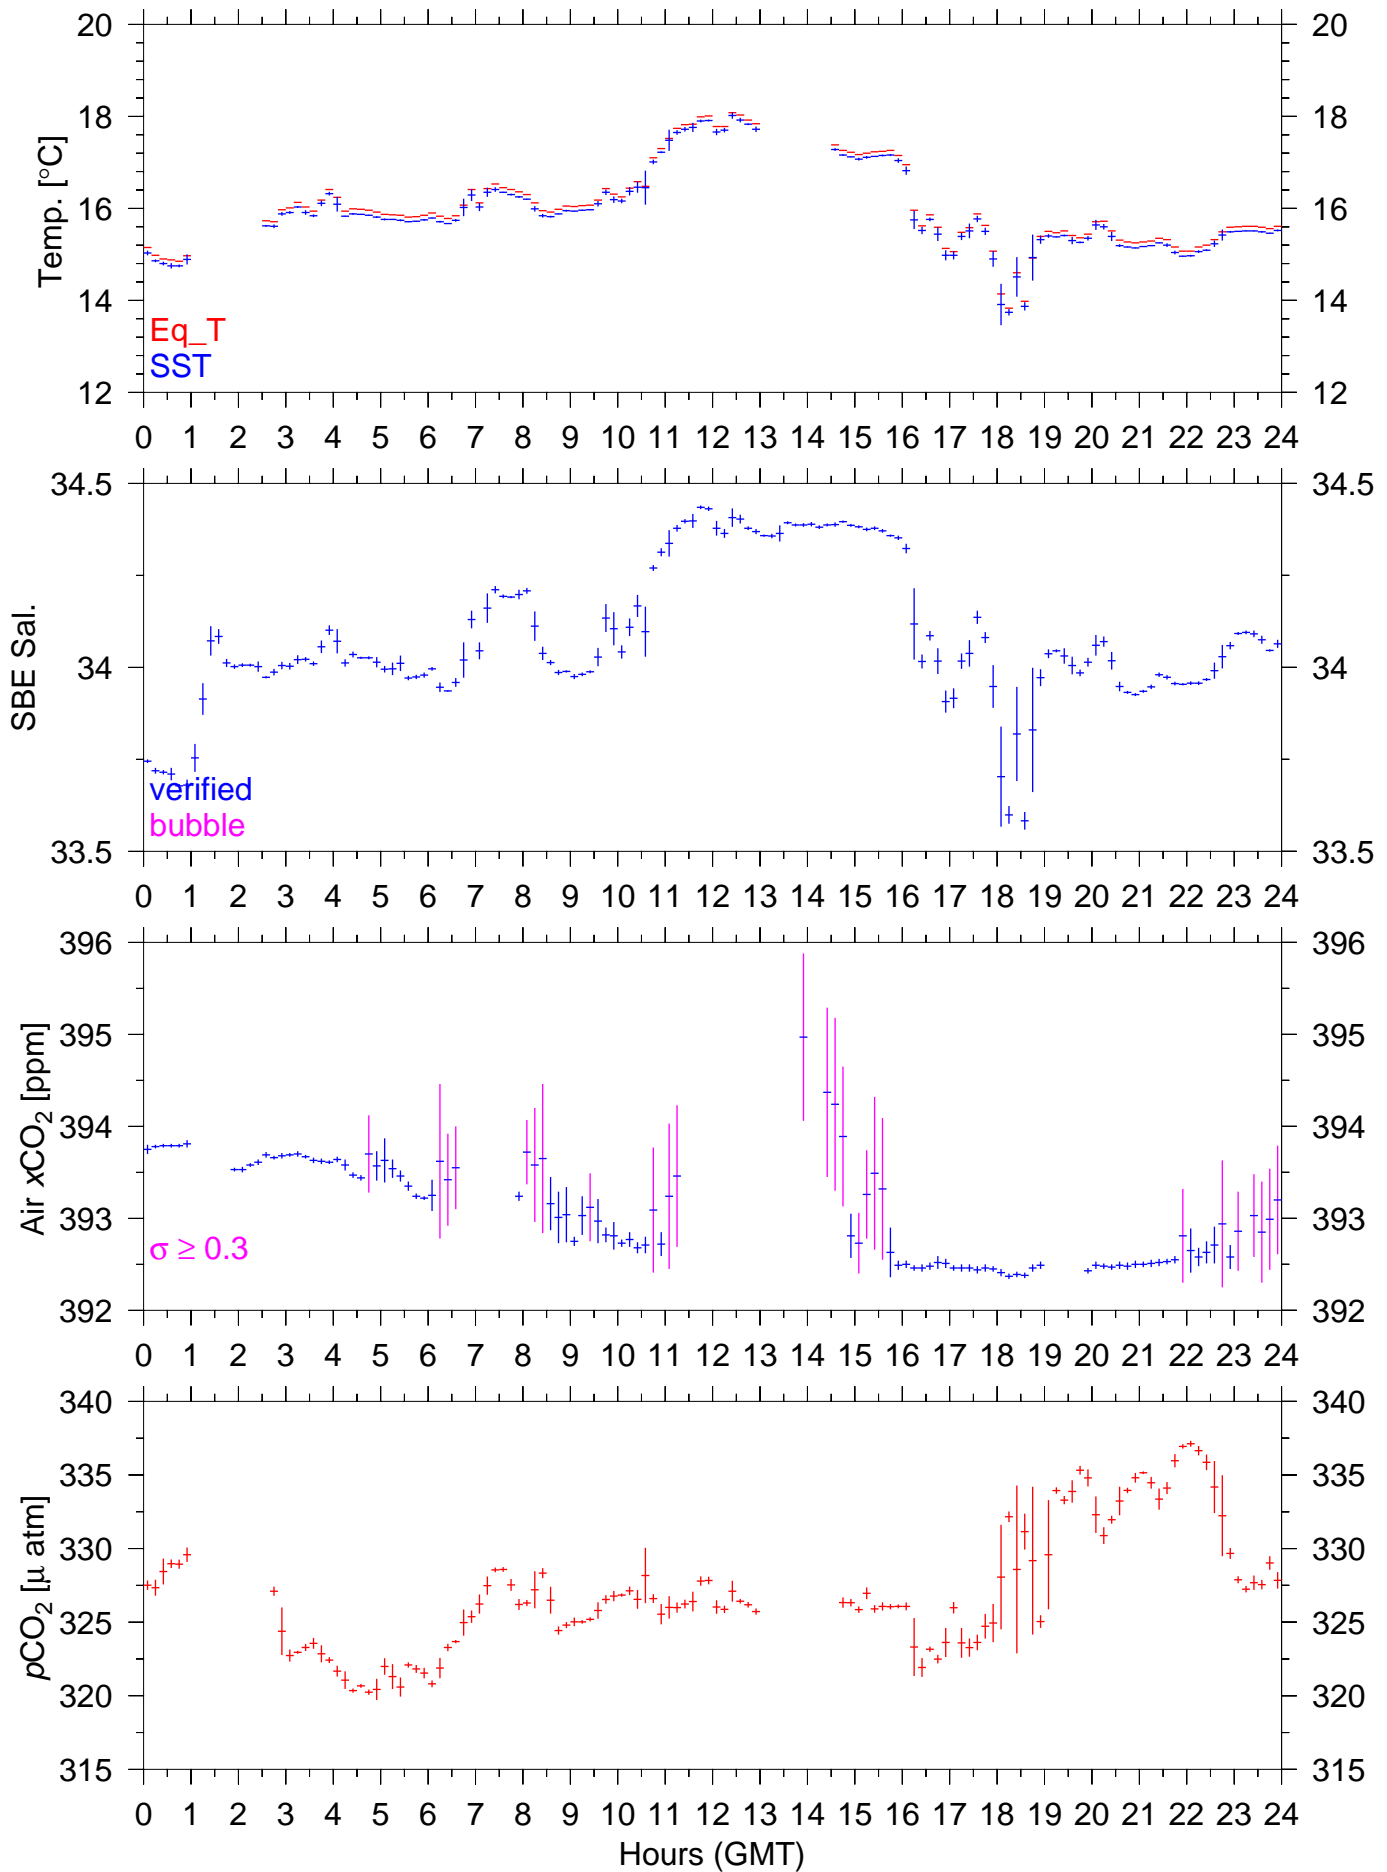 20 20
18 18
Temp. [°C]
16 16
14 14
Eq_T
SST
12 12
0 1 2 3 4 5 6 7 8 9 10 11 12 13 14 15 16 17 18 19 20 21 22 23 24
34.5 34.5
SBE Sal.
34 34
verified
bubble
33.5 33.5
0 1 2 3 4 5 6 7 8 9 10 11 12 13 14 15 16 17 18 19 20 21 22 23 24
396 396
395 395
Air xCO₂ [ppm]
394 394
393 393
σ ≥ 0.3
392 392
0 1 2 3 4 5 6 7 8 9 10 11 12 13 14 15 16 17 18 19 20 21 22 23 24
340 340
335 335
pCO₂ [μ atm]
330 330
325 325
320 320
315 315
0 1 2 3 4 5 6 7 8 9 10 11 12 13 14 15 16 17 18 19 20 21 22 23 24
Hours (GMT)